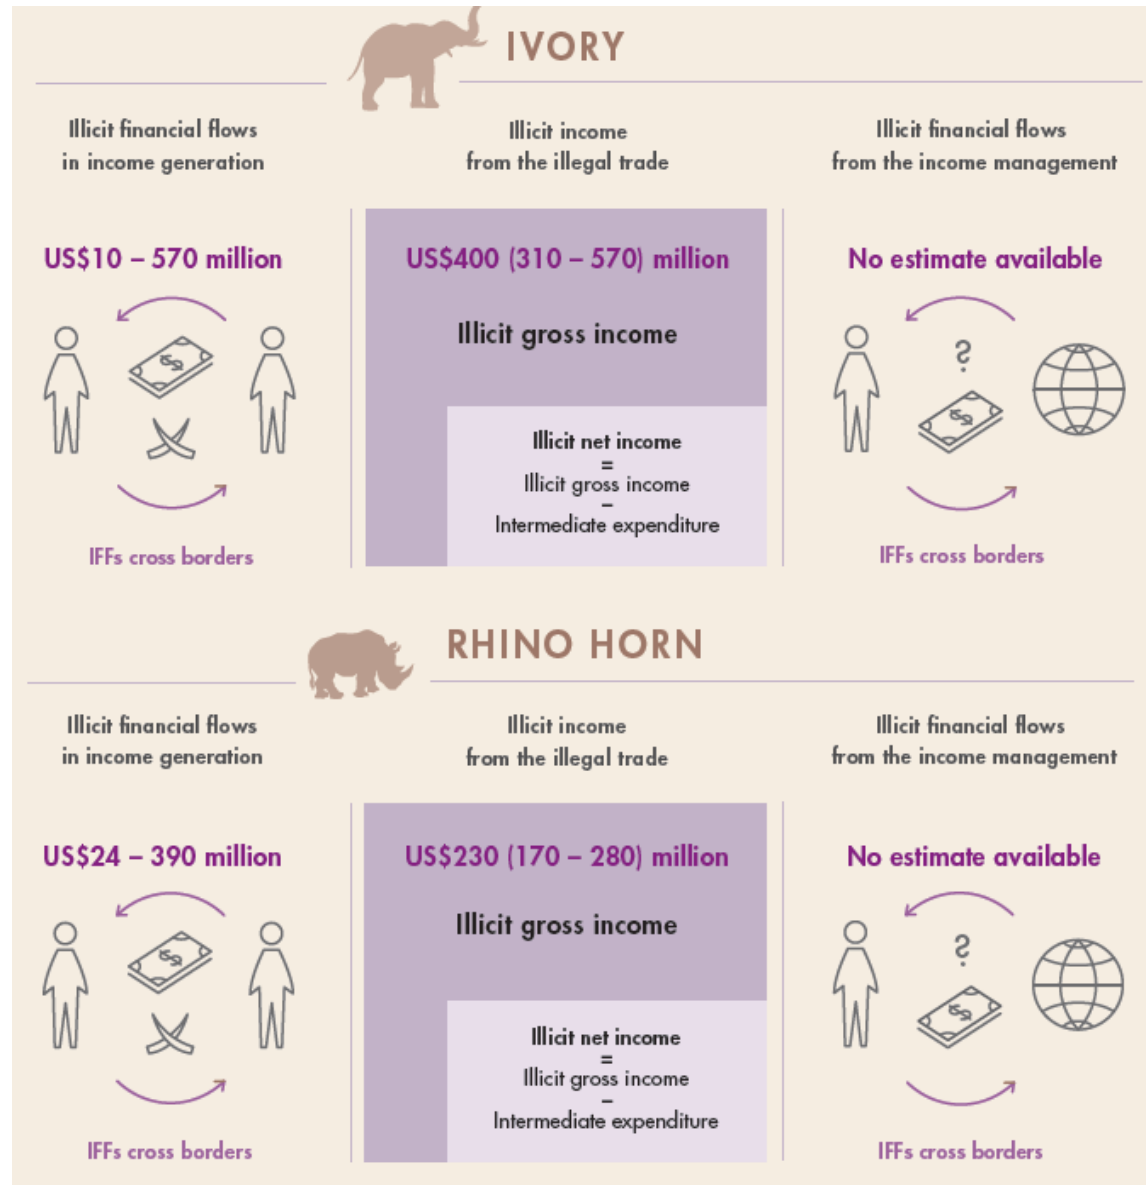 IVORY
Illicit financial flows
in income generation
Illicit income
from the illegal trade
Illicit financial flows
from the income management
US$10 – 570 million
US$400 (310 – 570) million
No estimate available
Illicit gross income
$
?
$
Illicit net income
=
Illicit gross income
–
Intermediate expenditure
IFFs cross borders
IFFs cross borders
RHINO HORN
Illicit financial flows
in income generation
Illicit income
from the illegal trade
Illicit financial flows
from the income management
US$24 – 390 million
US$230 (170 – 280) million
No estimate available
Illicit gross income
$
?
$
Illicit net income
=
Illicit gross income
–
Intermediate expenditure
IFFs cross borders
IFFs cross borders